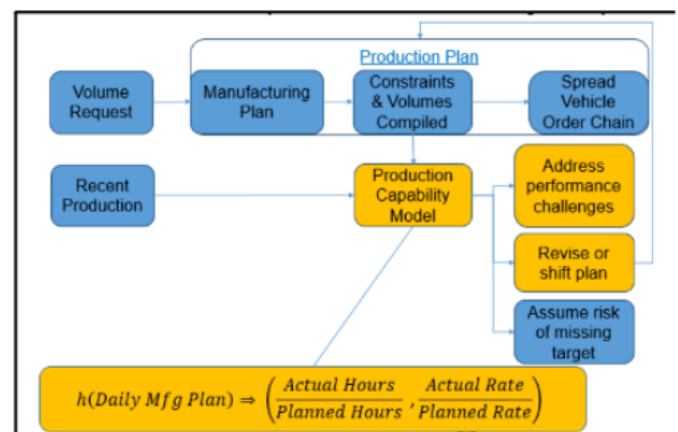 Production Plan
Volume
Request
Manufacturing
Plan
Constraints
& Volumes
Compiled
Spread
Vehicle
Order Chain
Recent
Production
Production
Capability
Model
Address
performance
challenges
Revise or
shift plan
Assume risk
of missing
target
h(Daily Mfg Plan) ⇒ (Actual Hours / Planned Hours , Actual Rate / Planned Rate)